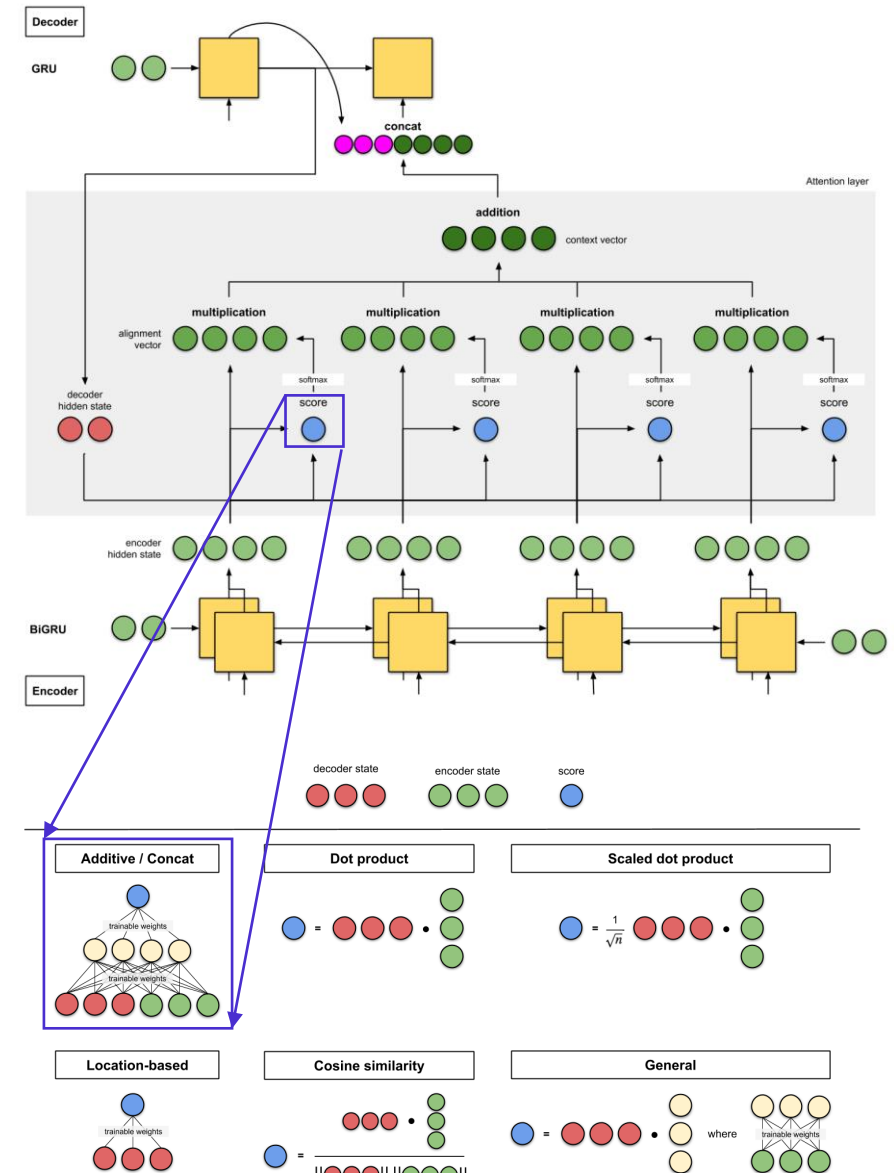 Decoder
GRU
concat
Attention layer
addition
context vector
multiplication
multiplication
multiplication
multiplication
alignment
vector
softmax
softmax
softmax
softmax
decoder
hidden state
score
score
score
score
encoder
hidden state
BiGRU
Encoder
decoder state
encoder state
score
Additive / Concat
Dot product
Scaled dot product
trainable weights
trainable weights
=
= 1/√n
Location-based
Cosine similarity
General
trainable weights
=
=
where
trainable weights